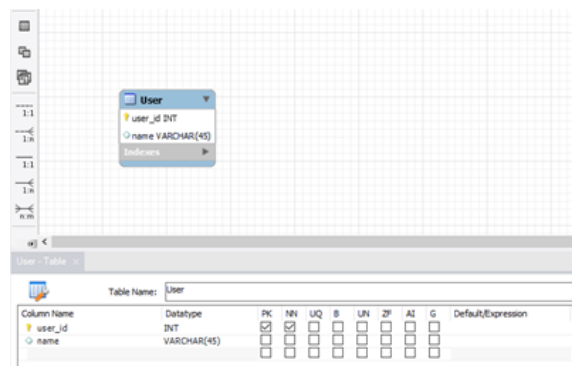 User
user_id INT
name VARCHAR(45)
Indexes
1:1
1:n
1:1
1:n
n:m
User - Table ×
Table Name: User
Column Name Datatype PK NN UQ B UN ZF AI G Default/Expression
user_id INT
name VARCHAR(45)